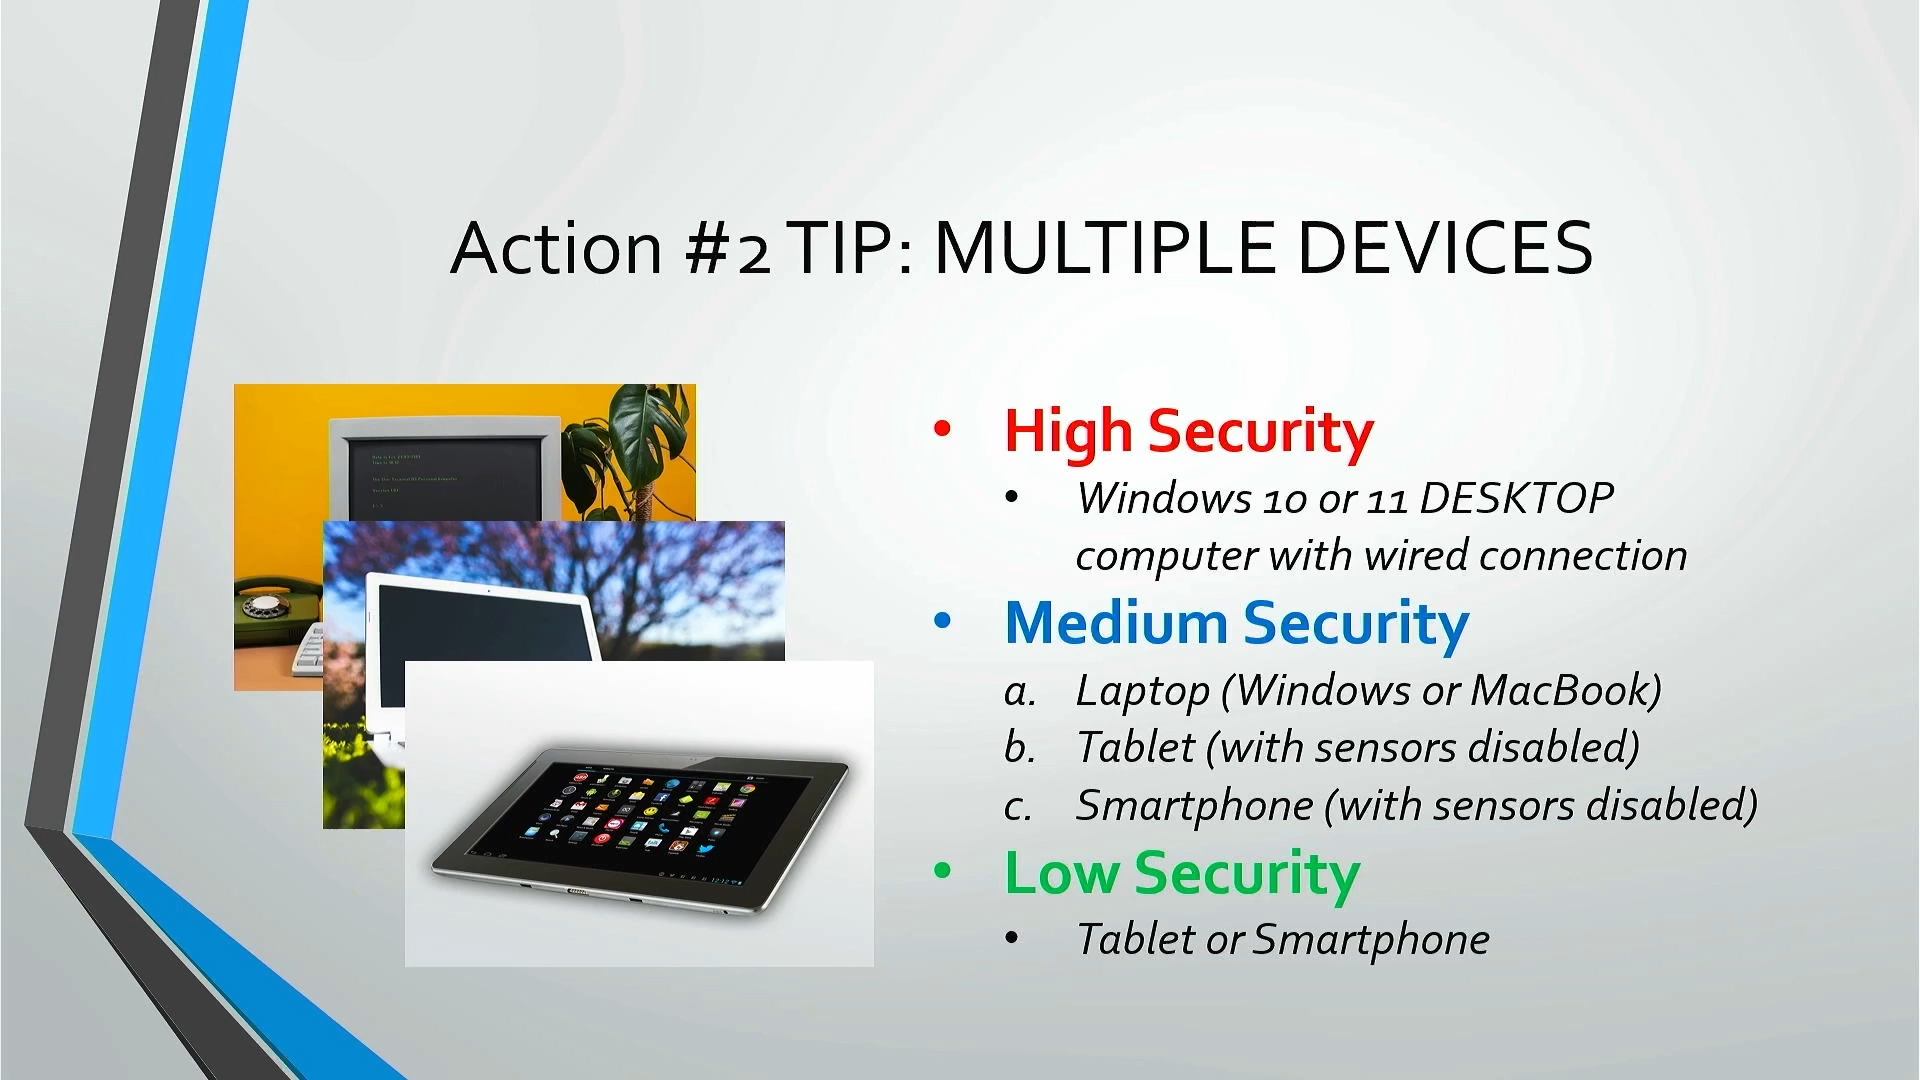 Action #2 TIP: MULTIPLE DEVICES
• High Security
• Windows 10 or 11 DESKTOP
computer with wired connection
• Medium Security
a. Laptop (Windows or MacBook)
b. Tablet (with sensors disabled)
c. Smartphone (with sensors disabled)
• Low Security
• Tablet or Smartphone